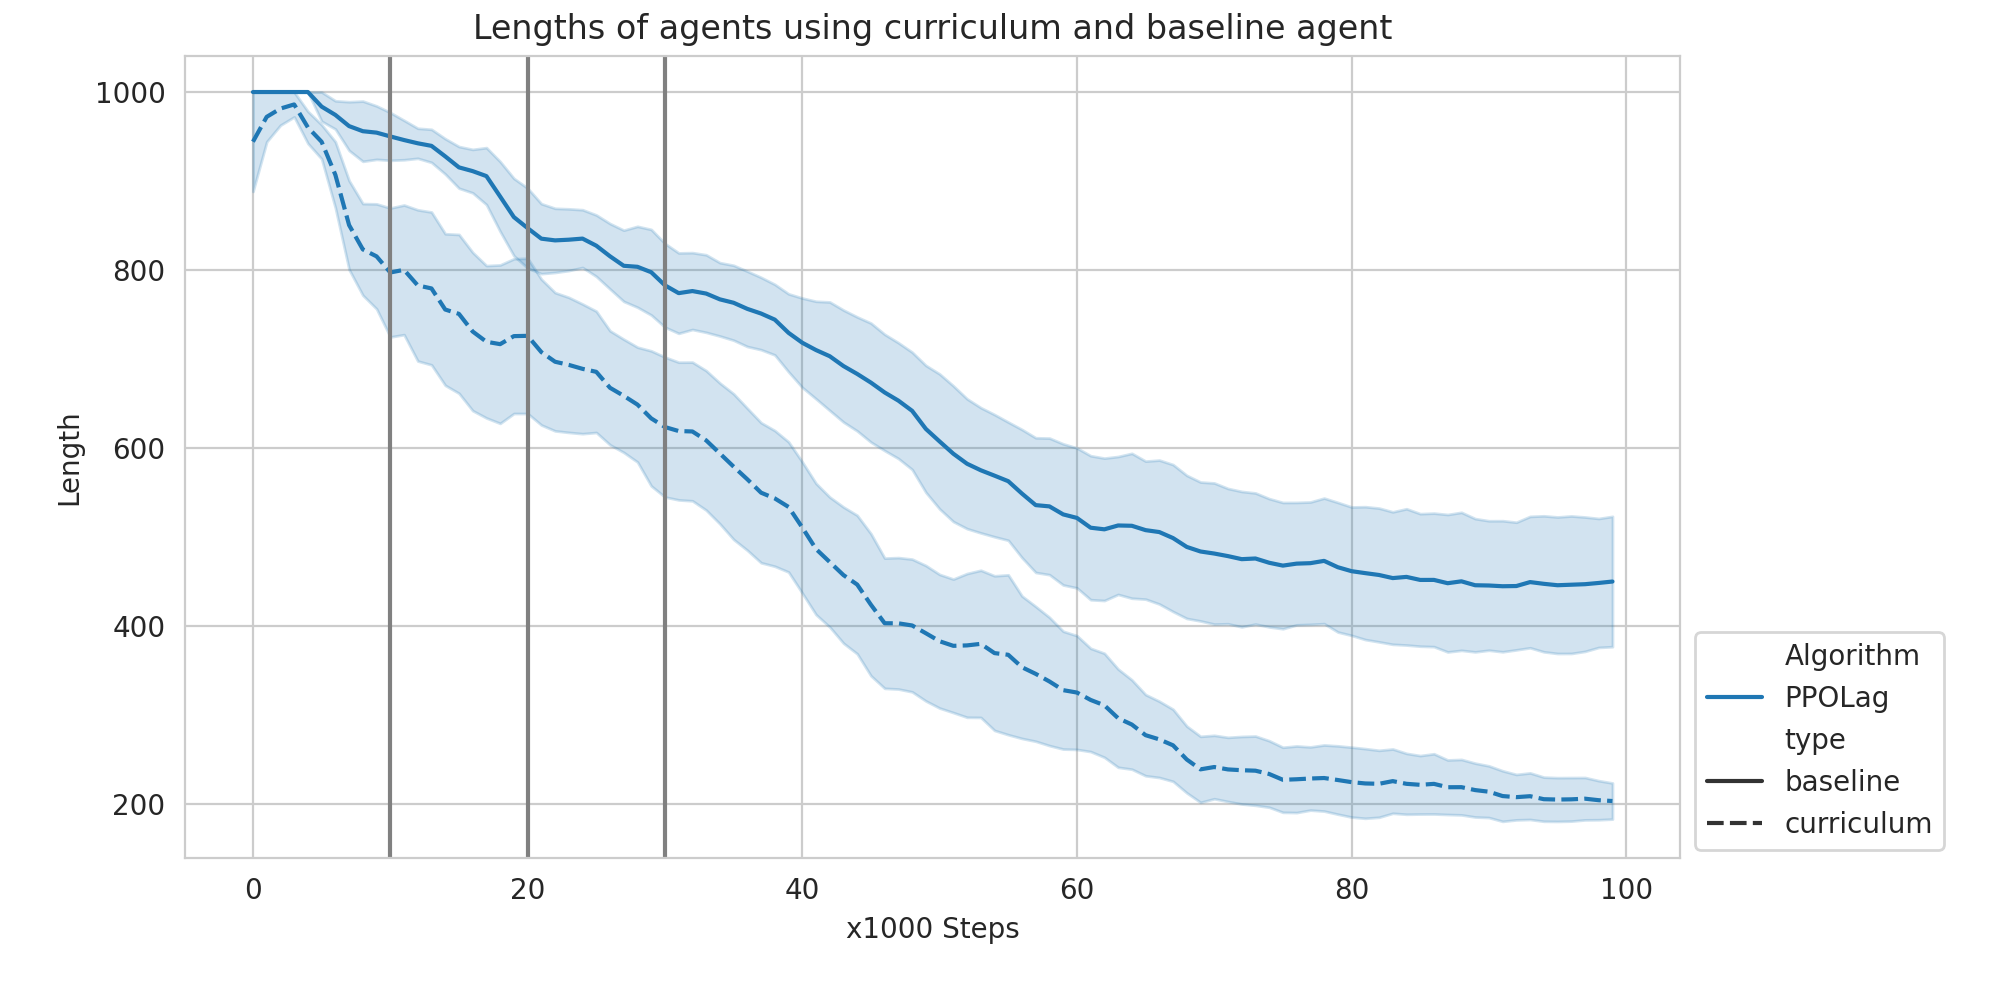 Lengths of agents using curriculum and baseline agent
1000
800
600
400
200
Length
0 20 40 60 80 100
x1000 Steps
Algorithm
PPOLag
type
baseline
curriculum